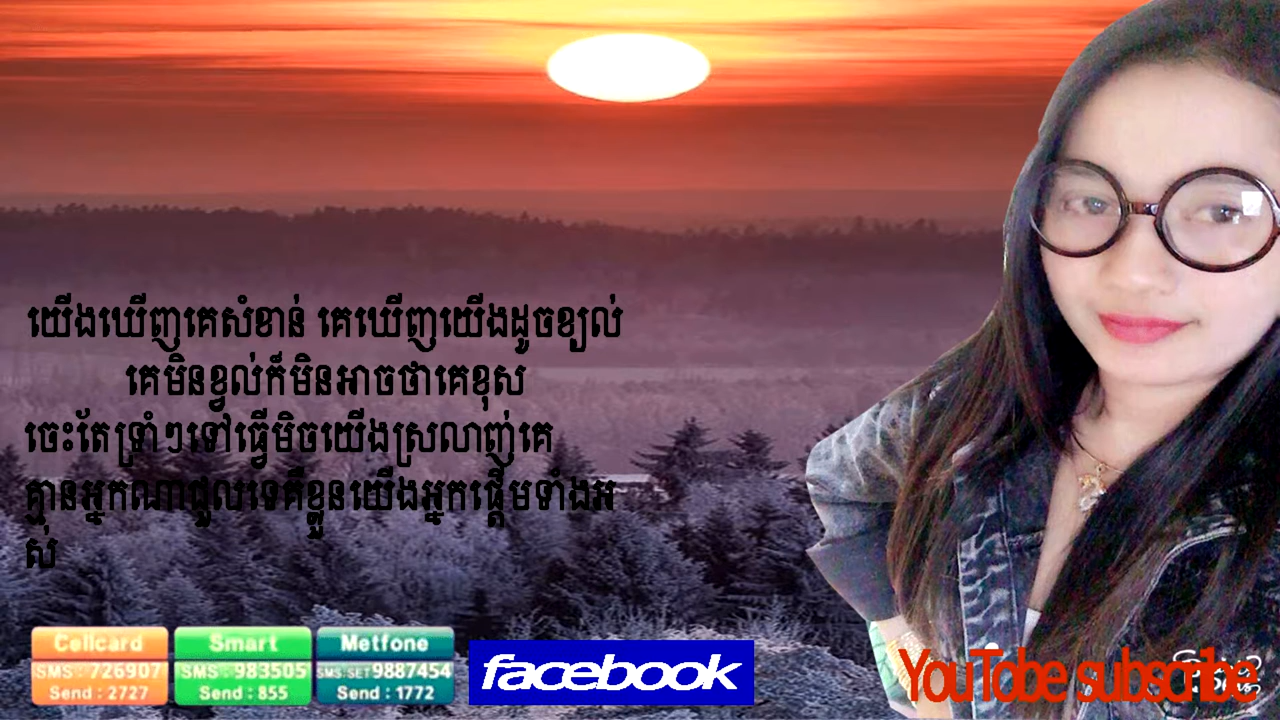 យើងឃើញគេសំខាន់ គេឃើញយើងដូចខ្យល់
គេមិនខ្វល់ក៏មិនអាចថាគេខុស
ចេះតែទ្រាំៗទៅធ្វើមិចយើងស្រលាញ់គេ
គ្មានអ្នកណាជួលទេគឺខ្លួនយើងអ្នកផ្ដើមទាំងអ
ស់
Cellcard Smart Metfone
SMS : 726907 SMS : 983505 SMS: SET 9887454
Send : 2727 Send : 855 Send : 1772
facebook
YouTobe subscribe